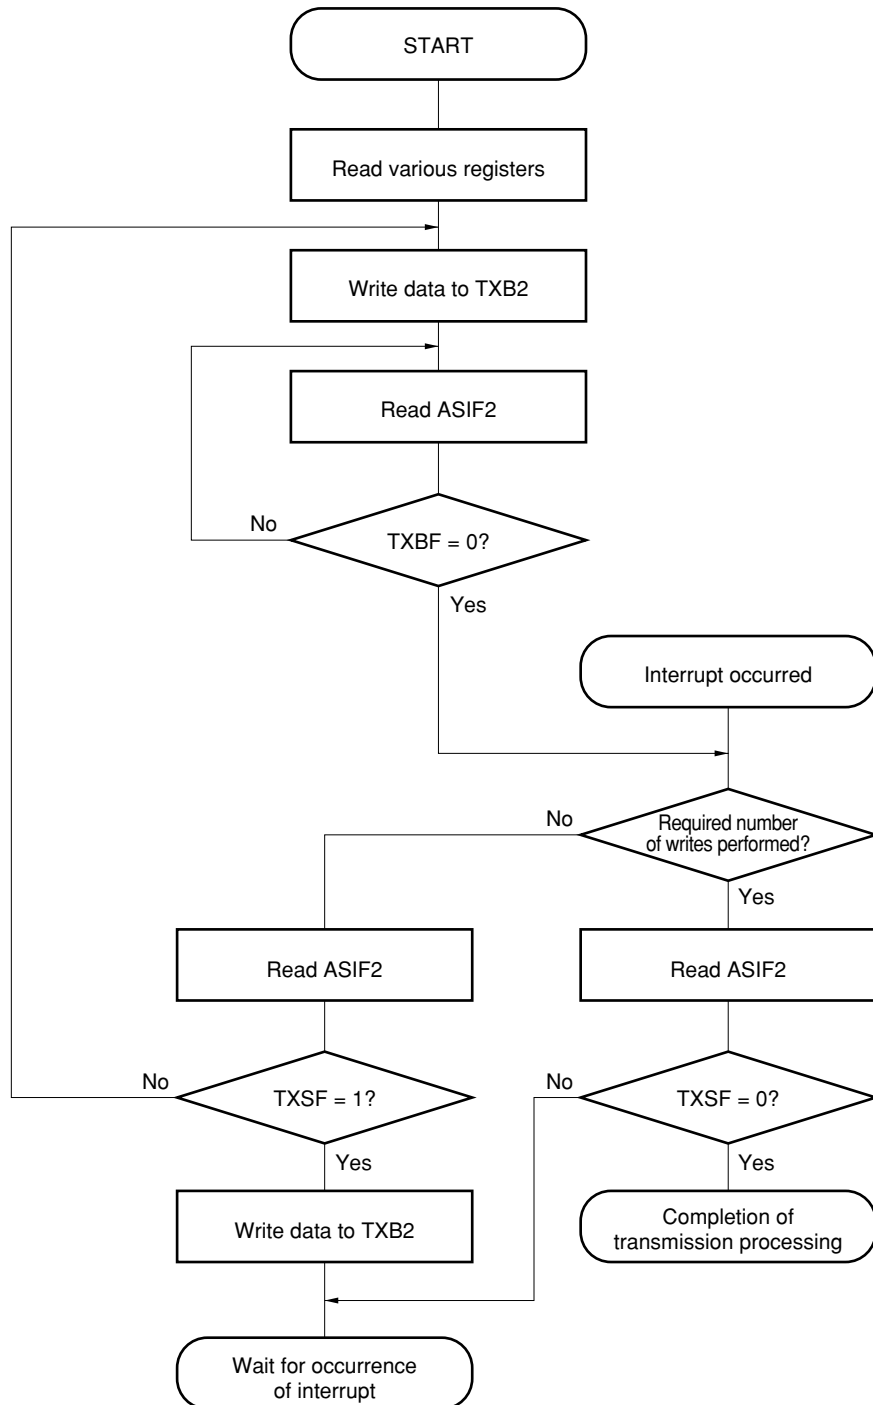 START
Read various registers
Write data to TXB2
Read ASIF2
No
TXBF = 0?
Yes
Interrupt occurred
No
Required number
of writes performed?
Yes
Read ASIF2
Read ASIF2
No
TXSF = 1?
No
TXSF = 0?
Yes
Yes
Write data to TXB2
Completion of
transmission processing
Wait for occurrence
of interrupt